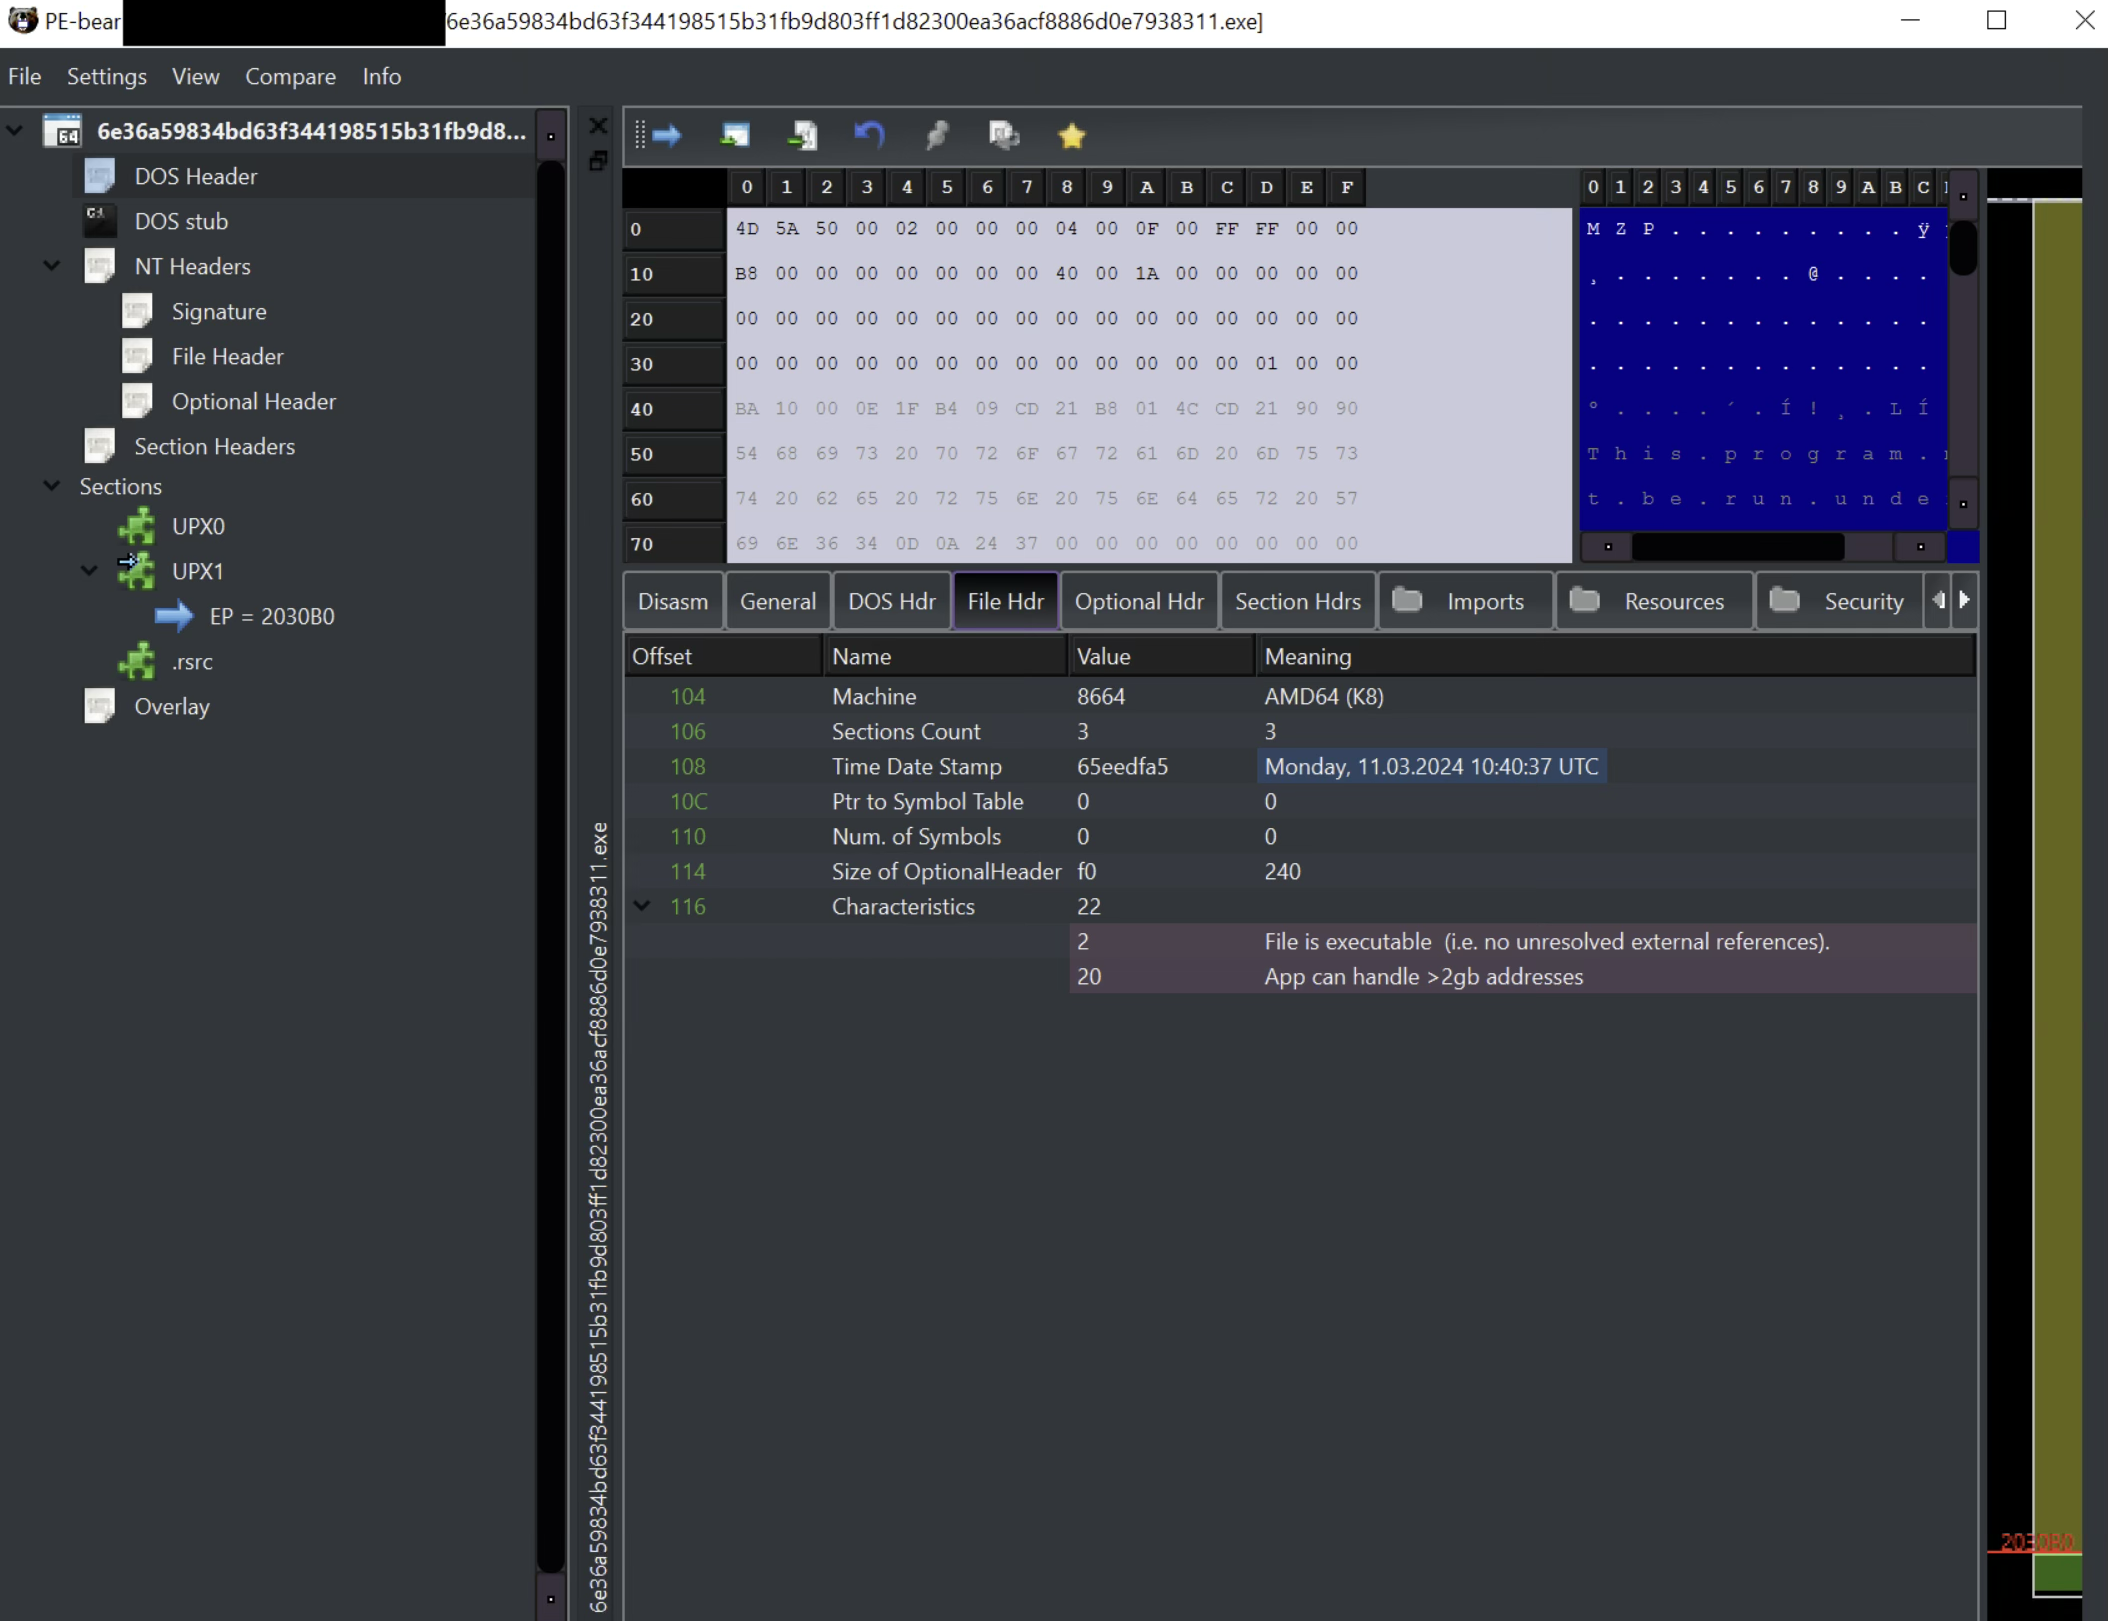 PE-bear
6e36a59834bd63f344198515b31fb9d803ff1d82300ea36acf8886d0e7938311.exe]
File Settings View Compare Info
6e36a59834bd63f344198515b31fb9d8...
DOS Header
DOS stub
NT Headers
Signature
File Header
Optional Header
Section Headers
Sections
UPX0
UPX1
EP = 2030B0
.rsrc
Overlay
6e36a59834bd63f344198515b31fb9d803ff1d82300ea36acf8886d0e7938311.exe
0 1 2 3 4 5 6 7 8 9 A B C D E F
0 4D 5A 50 00 02 00 00 00 04 00 0F 00 FF FF 00 00
10 B8 00 00 00 00 00 00 00 40 00 1A 00 00 00 00 00
20 00 00 00 00 00 00 00 00 00 00 00 00 00 00 00 00
30 00 00 00 00 00 00 00 00 00 00 00 00 00 01 00 00
40 BA 10 00 0E 1F B4 09 CD 21 B8 01 4C CD 21 90 90
50 54 68 69 73 20 70 72 6F 67 72 61 6D 20 6D 75 73
60 74 20 62 65 20 72 75 6E 20 75 6E 64 65 72 20 57
70 69 6E 36 34 0D 0A 24 37 00 00 00 00 00 00 00 00
0 1 2 3 4 5 6 7 8 9 A B C
M Z P . . . . . . . . . ÿ
¸ . . . . . . . @ . . . .
. . . . . . . . . . . . .
. . . . . . . . . . . . .
º . . . . ´ . Í ! ¸ . L Í
T h i s . p r o g r a m .
t . b e . r u n . u n d e
Disasm General DOS Hdr File Hdr Optional Hdr Section Hdrs Imports Resources Security
Offset Name Value Meaning
104 Machine 8664 AMD64 (K8)
106 Sections Count 3 3
108 Time Date Stamp 65eedfa5 Monday, 11.03.2024 10:40:37 UTC
10C Ptr to Symbol Table 0 0
110 Num. of Symbols 0 0
114 Size of OptionalHeader f0 240
116 Characteristics 22
2 File is executable (i.e. no unresolved external references).
20 App can handle >2gb addresses
2030B0